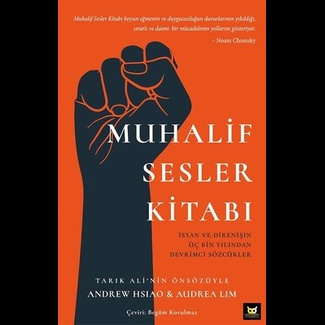 Muhalif Sesler Kitabı boyun eğmenin ve duygusuzluğun duvarlarının yıkıldığı,
ısrarlı ve daimi bir mücadelenin yollarını gösteriyor.
- Noam Chomsky
MUHALİF
SESLER
KİTABI
İSYAN VE DİRENİŞİN
ÜÇ BİN YILINDAN
DEVRİMCİ SÖZCÜKLER
TARIK ALİ'NİN ÖNSÖZÜYLE
ANDREW HSIAO & AUDREA LIM
Çeviri: Begüm Kovulmaz